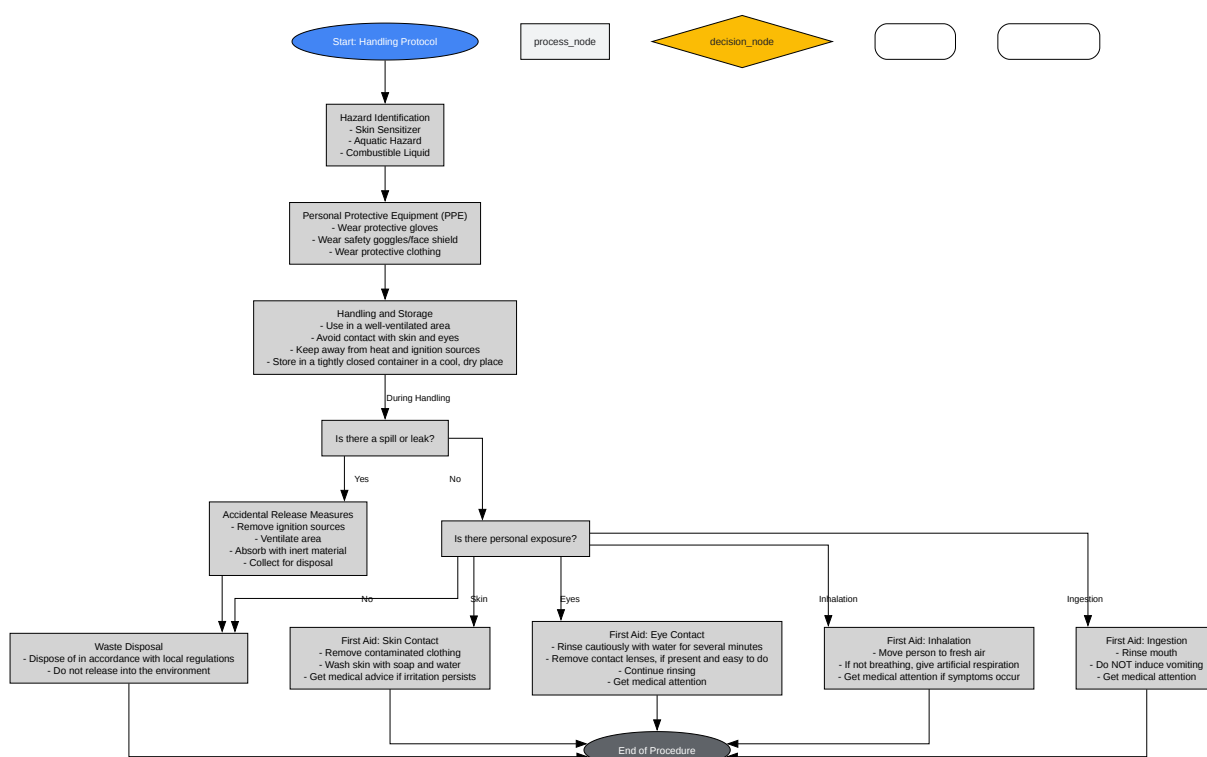 Start: Handling Protocol
process_node
decision_node
Hazard Identification
- Skin Sensitizer
- Aquatic Hazard
- Combustible Liquid
Personal Protective Equipment (PPE)
- Wear protective gloves
- Wear safety goggles/face shield
- Wear protective clothing
Handling and Storage
- Use in a well-ventilated area
- Avoid contact with skin and eyes
- Keep away from heat and ignition sources
- Store in a tightly closed container in a cool, dry place
During Handling
Is there a spill or leak?
Yes
No
Accidental Release Measures
- Remove ignition sources
- Ventilate area
- Absorb with inert material
- Collect for disposal
Is there personal exposure?
No
Skin
Eyes
Inhalation
Ingestion
Waste Disposal
- Dispose of in accordance with local regulations
- Do not release into the environment
First Aid: Skin Contact
- Remove contaminated clothing
- Wash skin with soap and water
- Get medical advice if irritation persists
First Aid: Eye Contact
- Rinse cautiously with water for several minutes
- Remove contact lenses, if present and easy to do
- Continue rinsing
- Get medical attention
First Aid: Inhalation
- Move person to fresh air
- If not breathing, give artificial respiration
- Get medical attention if symptoms occur
First Aid: Ingestion
- Rinse mouth
- Do NOT induce vomiting
- Get medical attention
End of Procedure